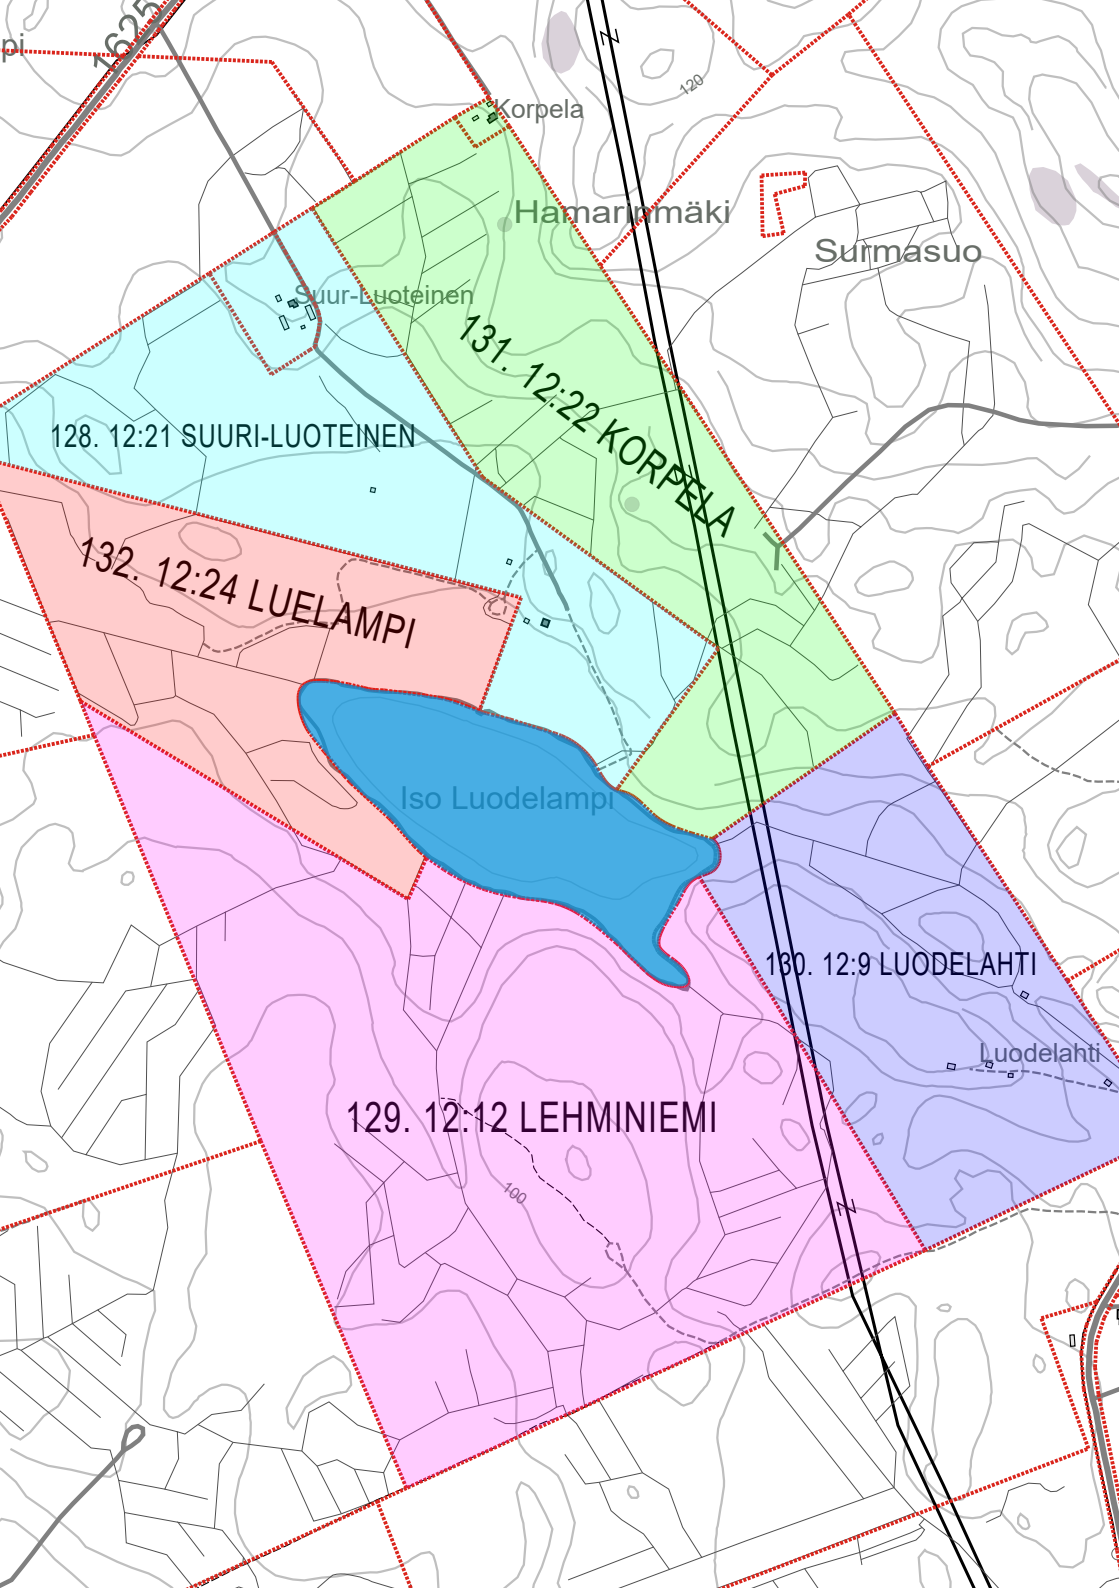 1625
pi
120
Korpela
Hamarinmäki
Surmasuo
Suur-Luoteinen
131. 12:22 KORPELA
128. 12:21 SUURI-LUOTEINEN
132. 12:24 LUELAMPI
Iso Luodelampi
130. 12:9 LUODELAHTI
Luodelahti
129. 12:12 LEHMINIEMI
100